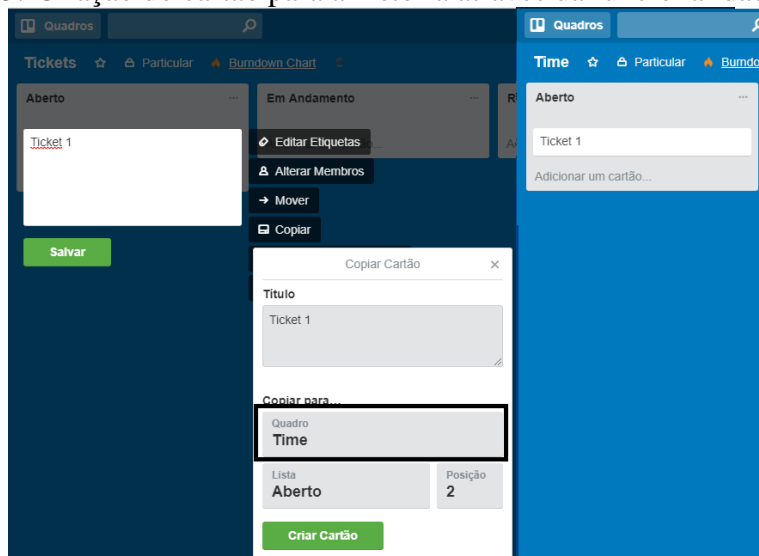 Quadros
Tickets Particular Burndown Chart
Aberto ...
Em Andamento ...
Ticket 1
Salvar
Editar Etiquetas
Alterar Membros
Mover
Copiar
Copiar Cartão ×
Título
Ticket 1
Copiar para...
Quadro
Time
Lista
Aberto
Posição
2
Criar Cartão
Quadros
Time Particular
Aberto ...
Ticket 1
Adicionar um cartão...